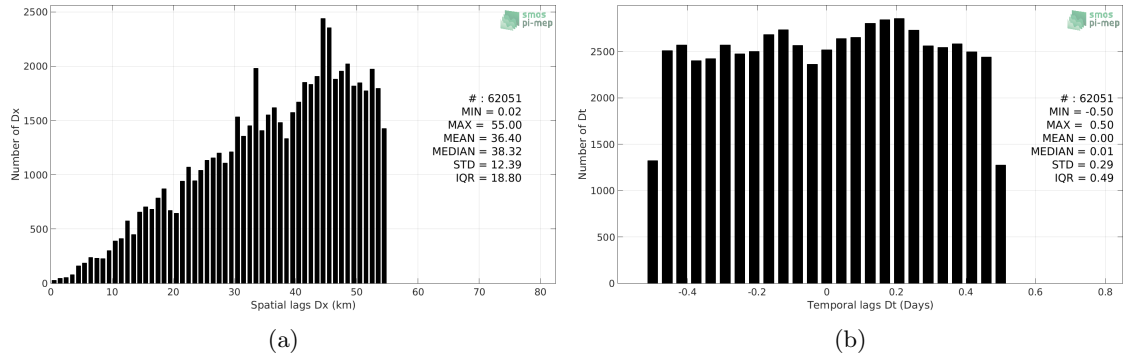 2500
2000
1500
1000
500
0
Number of Dx
0 10 20 30 40 50 60 70 80
Spatial lags Dx (km)
smos
pi-mep
# : 62051
MIN = 0.02
MAX = 55.00
MEAN = 36.40
MEDIAN = 38.32
STD = 12.39
IQR = 18.80
(a)
2500
2000
1500
1000
500
0
Number of Dt
-0.4 -0.2 0 0.2 0.4 0.6 0.8
Temporal lags Dt (Days)
smos
pi-mep
# : 62051
MIN = -0.50
MAX = 0.50
MEAN = 0.00
MEDIAN = 0.01
STD = 0.29
IQR = 0.49
(b)